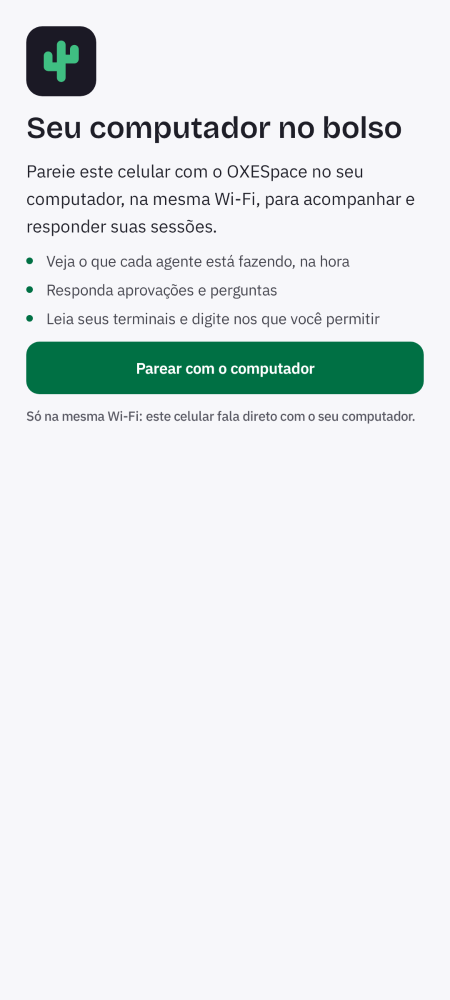 Seu computador no bolso
Pareie este celular com o OXESpace no seu
computador, na mesma Wi-Fi, para acompanhar e
responder suas sessões.
Veja o que cada agente está fazendo, na hora
Responda aprovações e perguntas
Leia seus terminais e digite nos que você permitir
Parear com o computador
Só na mesma Wi-Fi: este celular fala direto com o seu computador.